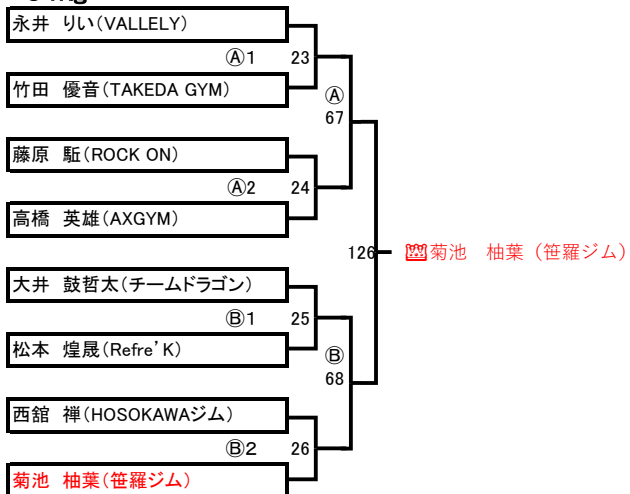 永井 りい(VALLELY)
Ⓐ1 23
竹田 優音(TAKEDA GYM)
Ⓐ
67
藤原 駈(ROCK ON)
Ⓐ2 24
高橋 英雄(AXGYM)
126 菊池 柚葉(笹羅ジム)
大井 鼓哲太(チームドラゴン)
Ⓑ1 25
松本 煌晟(Refre'K)
Ⓑ
68
西舘 禅(HOSOKAWAジム)
Ⓑ2 26
菊池 柚葉(笹羅ジム)